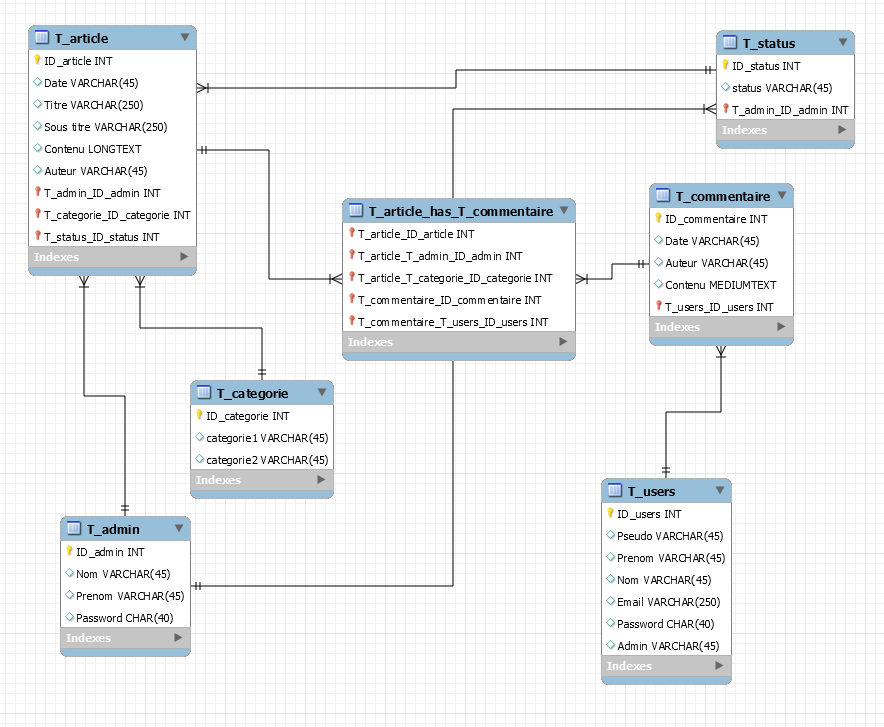 T_article
ID_article INT
Date VARCHAR(45)
Titre VARCHAR(250)
Sous titre VARCHAR(250)
Contenu LONGTEXT
Auteur VARCHAR(45)
T_admin_ID_admin INT
T_categorie_ID_categorie INT
T_status_ID_status INT
Indexes
T_status
ID_status INT
status VARCHAR(45)
T_admin_ID_admin INT
Indexes
T_article_has_T_commentaire
T_article_ID_article INT
T_article_T_admin_ID_admin INT
T_article_T_categorie_ID_categorie INT
T_commentaire_ID_commentaire INT
T_commentaire_T_users_ID_users INT
Indexes
T_commentaire
ID_commentaire INT
Date VARCHAR(45)
Auteur VARCHAR(45)
Contenu MEDIUMTEXT
T_users_ID_users INT
Indexes
T_categorie
ID_categorie INT
categorie1 VARCHAR(45)
categorie2 VARCHAR(45)
Indexes
T_admin
ID_admin INT
Nom VARCHAR(45)
Prenom VARCHAR(45)
Password CHAR(40)
Indexes
T_users
ID_users INT
Pseudo VARCHAR(45)
Prenom VARCHAR(45)
Nom VARCHAR(45)
Email VARCHAR(250)
Password CHAR(40)
Admin VARCHAR(45)
Indexes